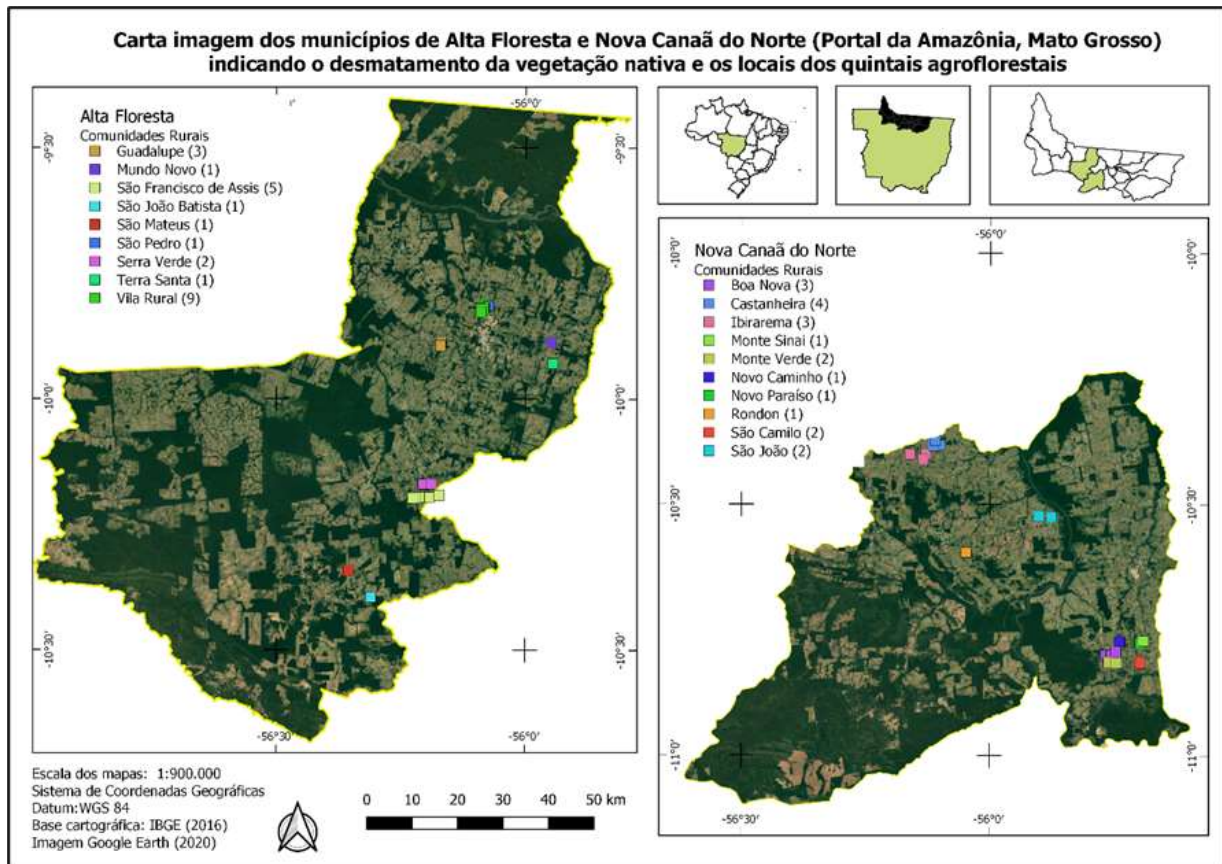 Carta imagem dos municípios de Alta Floresta e Nova Canaã do Norte (Portal da Amazônia, Mato Grosso)
indicando o desmatamento da vegetação nativa e os locais dos quintais agroflorestais
Alta Floresta
Comunidades Rurais
Guadalupe (3)
Mundo Novo (1)
São Francisco de Assis (5)
São João Batista (1)
São Mateus (1)
São Pedro (1)
Serra Verde (2)
Terra Santa (1)
Vila Rural (9)
-56°0'
-9°30'
-9°30'
-10°0'
-10°0'
-10°30'
-10°30'
-56°30'
-56°0'
Nova Canaã do Norte
Comunidades Rurais
Boa Nova (3)
Castanheira (4)
Ibirarema (3)
Monte Sinai (1)
Monte Verde (2)
Novo Caminho (1)
Novo Paraíso (1)
Rondon (1)
São Camilo (2)
São João (2)
-56°0'
-10°0'
-10°0'
-10°30'
-10°30'
-11°0'
-11°0'
-56°30'
-56°0'
Escala dos mapas: 1:900.000
Sistema de Coordenadas Geográficas
Datum:WGS 84
Base cartográfica: IBGE (2016)
Imagem Google Earth (2020)
0 10 20 30 40 50 km